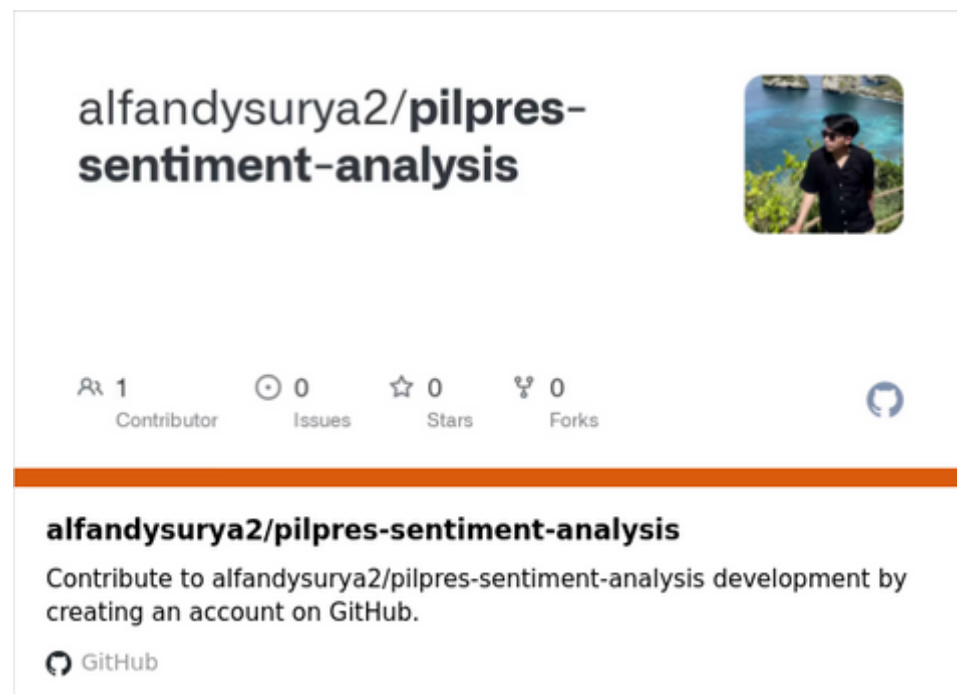 alfandysurya2/pilpres-
sentiment-analysis
1
Contributor
0
Issues
0
Stars
0
Forks
alfandysurya2/pilpres-sentiment-analysis
Contribute to alfandysurya2/pilpres-sentiment-analysis development by
creating an account on GitHub.
GitHub